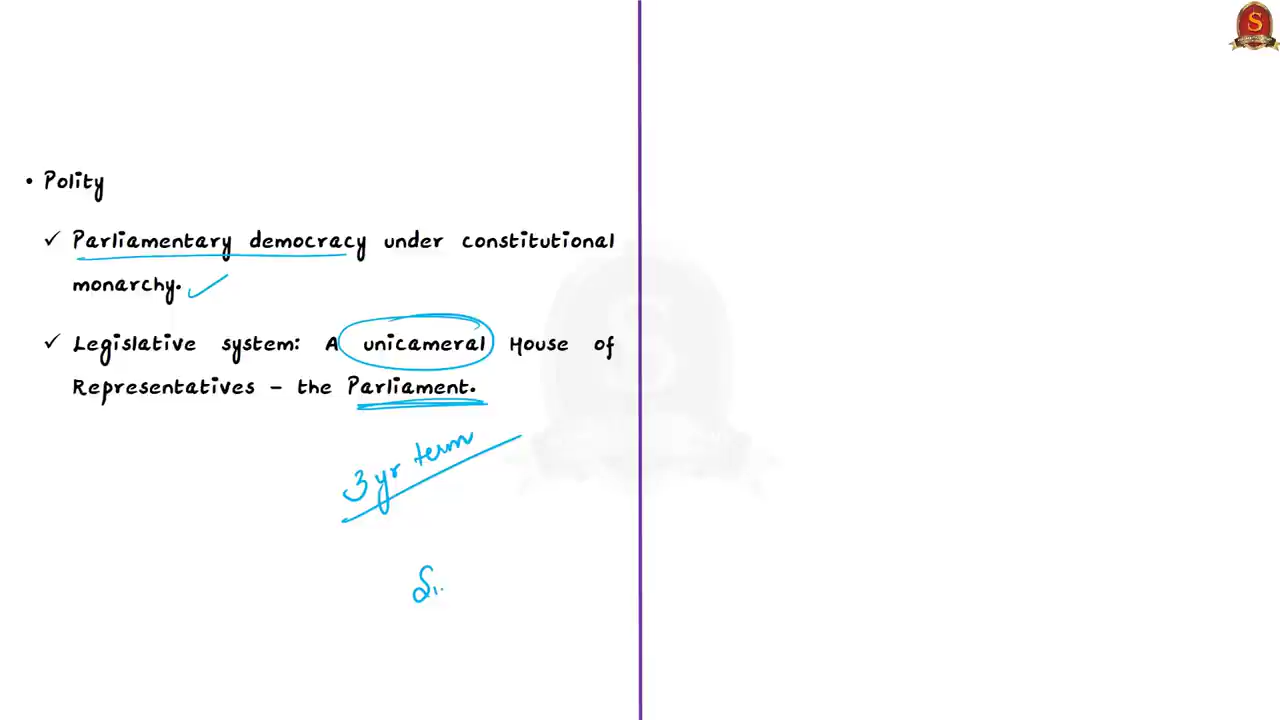 • Polity
✓ Parliamentary democracy under constitutional
monarchy.
✓ Legislative system: A unicameral House of
Representatives – the Parliament.
3 yr term
S